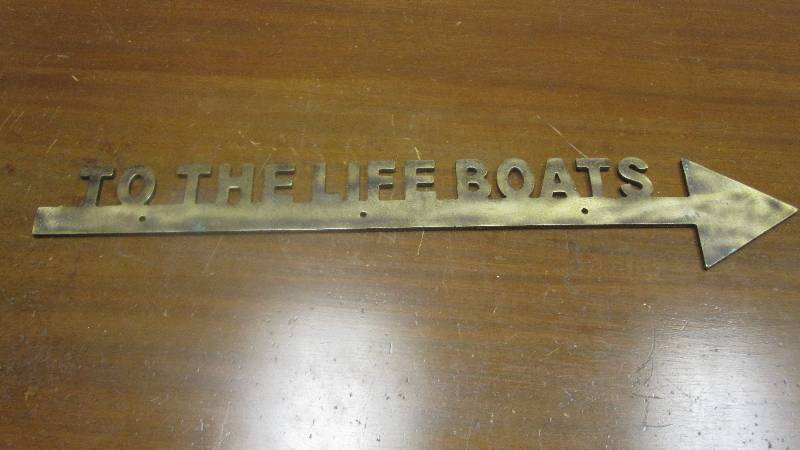 TO THE LIFE BOATS